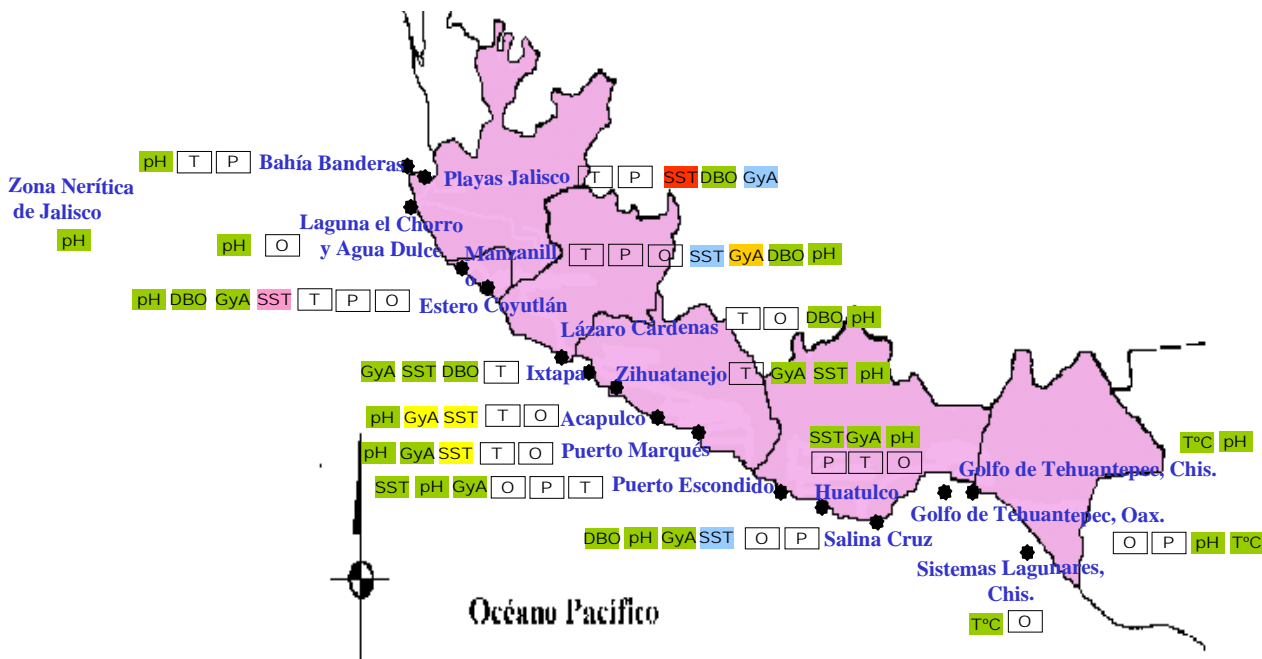 pH T P Bahía Banderas
Playas Jalisco T P SST DBO GyA
Zona Nerítica
de Jalisco
pH
Laguna el Chorro
pH O y Agua Dulce
Manzanill T P O SST GyA DBO pH
o
pH DBO GyA SST T P O Estero Coyutlán
Lázaro Cárdenas T O DBO pH
GyA SST DBO T Ixtapa
Zihuatanejo T GyA SST pH
pH GyA SST T O Acapulco
pH GyA SST T O Puerto Marqués
SST GyA pH
P T O
Huatulco
T°C pH
Golfo de Tehuantepec, Chis.
SST pH GyA O P T Puerto Escondido
Golfo de Tehuantepec, Oax.
O P pH T°C
DBO pH GyA SST O P Salina Cruz
Sistemas Lagunares,
Chis.
T°C O
Océano Pacífico